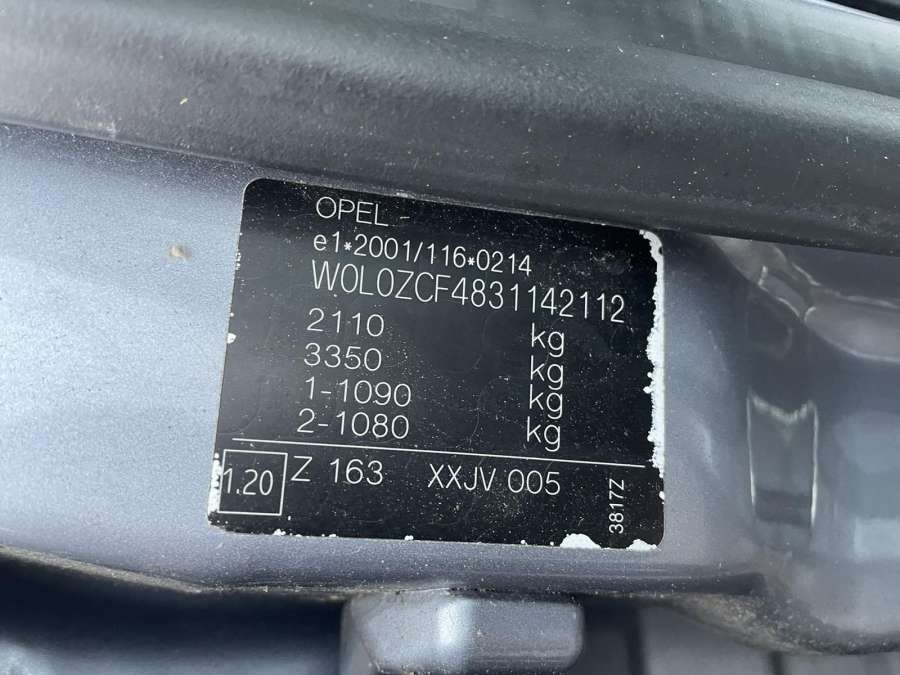 OPEL
e1*2001/116*0214
W0L0ZCF4831142112
2110 kg
3350 kg
1-1090 kg
2-1080 kg
1.20 Z 163 XXJV 005
3817Z